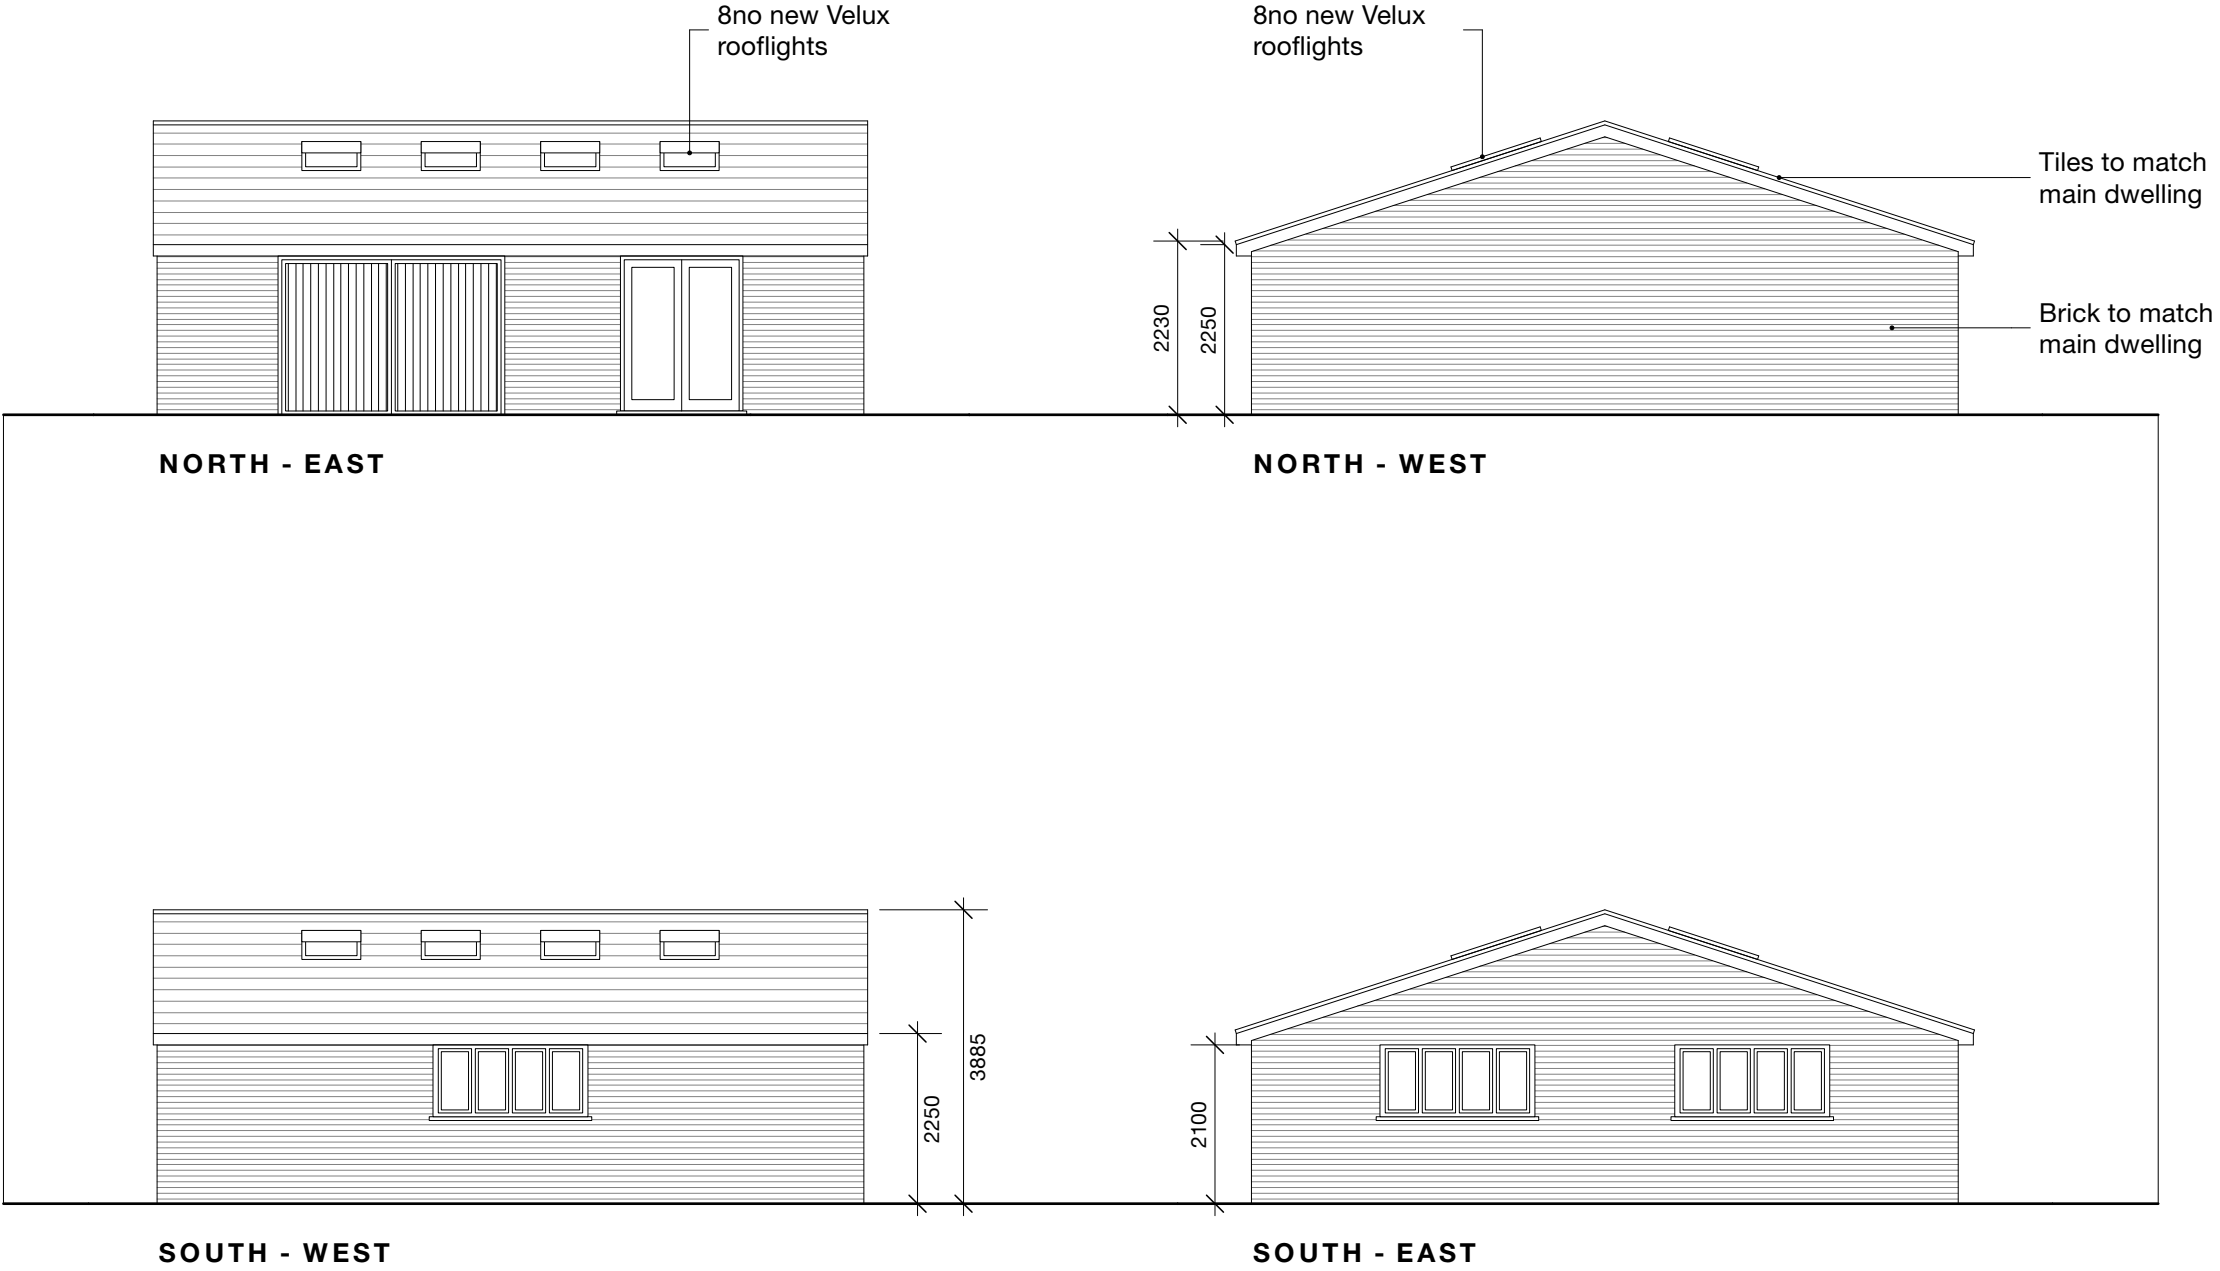 8no new Velux
rooflights
8no new Velux
rooflights
Tiles to match
main dwelling
Brick to match
main dwelling
2230
2250
NORTH - EAST
NORTH - WEST
3885
2250
2100
SOUTH - WEST
SOUTH - EAST